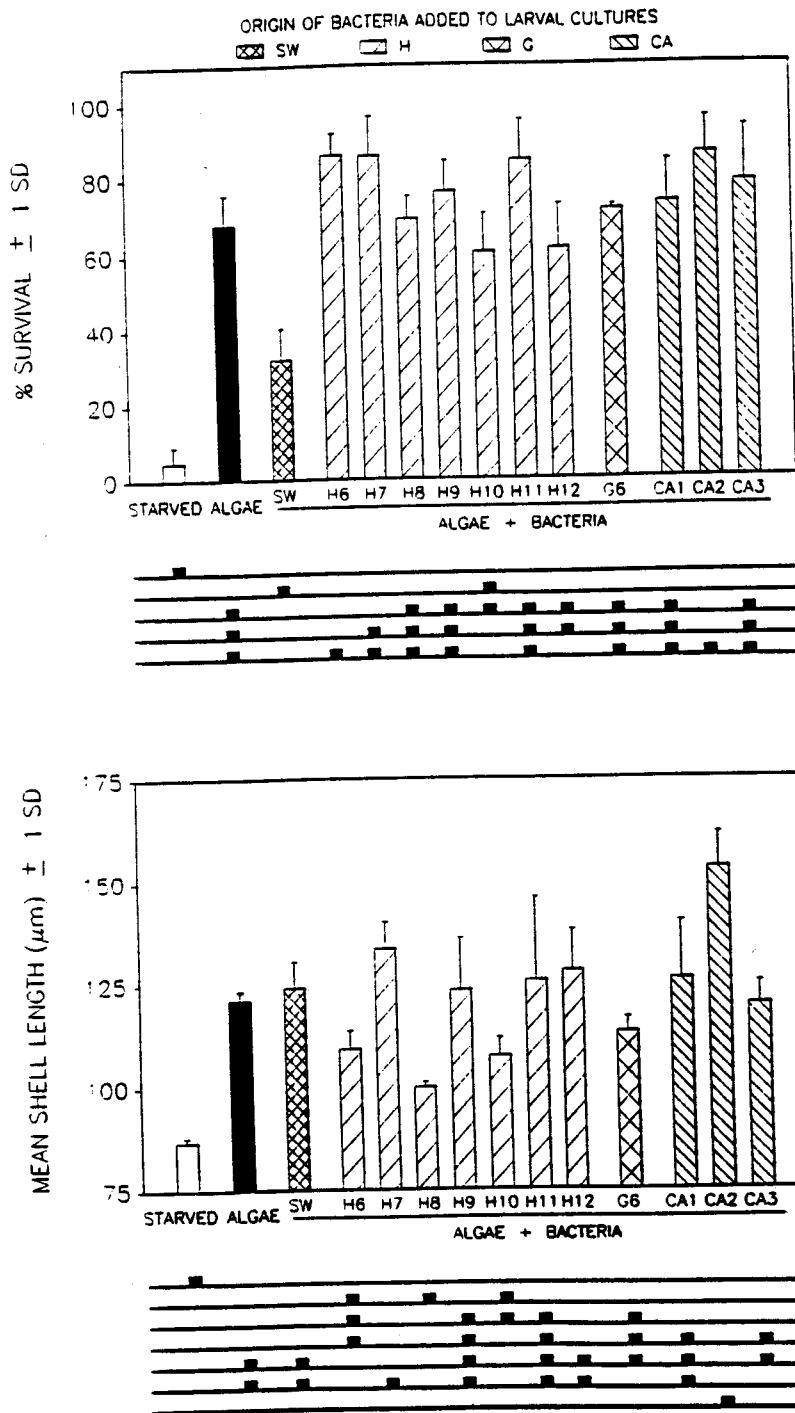 ORIGIN OF BACTERIA ADDED TO LARVAL CULTURES
SW H G CA
% SURVIVAL ± 1 SD
100
80
60
40
20
0
STARVED ALGAE SW H6 H7 H8 H9 H10 H11 H12 G6 CA1 CA2 CA3
ALGAE + BACTERIA
MEAN SHELL LENGTH (μm) ± 1 SD
175
150
125
100
75
STARVED ALGAE SW H6 H7 H8 H9 H10 H11 H12 G6 CA1 CA2 CA3
ALGAE + BACTERIA